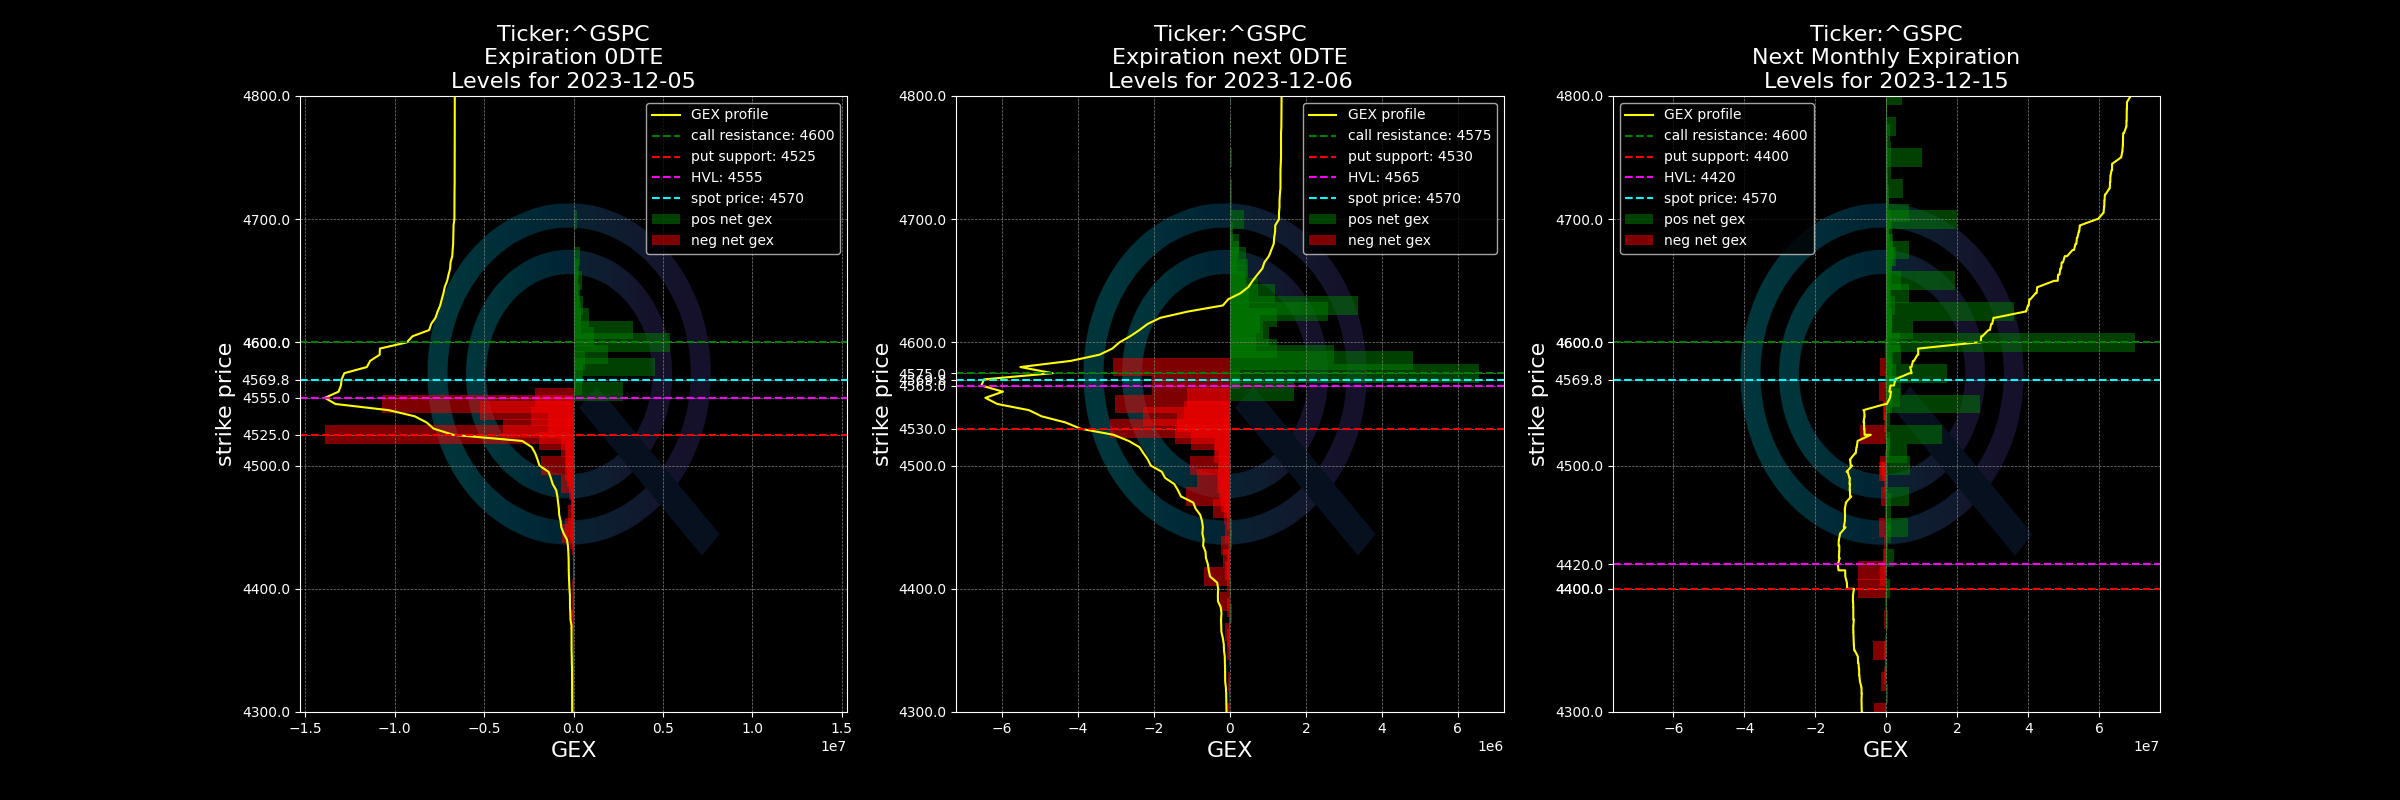 Ticker:^GSPC
Expiration 0DTE
Levels for 2023-12-05
4800.0
4700.0
4600.0
4569.8
4555.0
4525.0
4500.0
4400.0
4300.0
strike price
GEX profile
call resistance: 4600
put support: 4525
HVL: 4555
spot price: 4570
pos net gex
neg net gex
−1.5 −1.0 −0.5 0.0 0.5 1.0 1.5
1e7
GEX
Ticker:^GSPC
Expiration next 0DTE
Levels for 2023-12-06
4800.0
4700.0
4600.0
4575.0
4569.8
4565.0
4530.0
4500.0
4400.0
4300.0
strike price
GEX profile
call resistance: 4575
put support: 4530
HVL: 4565
spot price: 4570
pos net gex
neg net gex
−6 −4 −2 0 2 4 6
1e6
GEX
Ticker:^GSPC
Next Monthly Expiration
Levels for 2023-12-15
4800.0
4700.0
4600.0
4569.8
4500.0
4420.0
4400.0
4300.0
strike price
GEX profile
call resistance: 4600
put support: 4400
HVL: 4420
spot price: 4570
pos net gex
neg net gex
−6 −4 −2 0 2 4 6
1e7
GEX